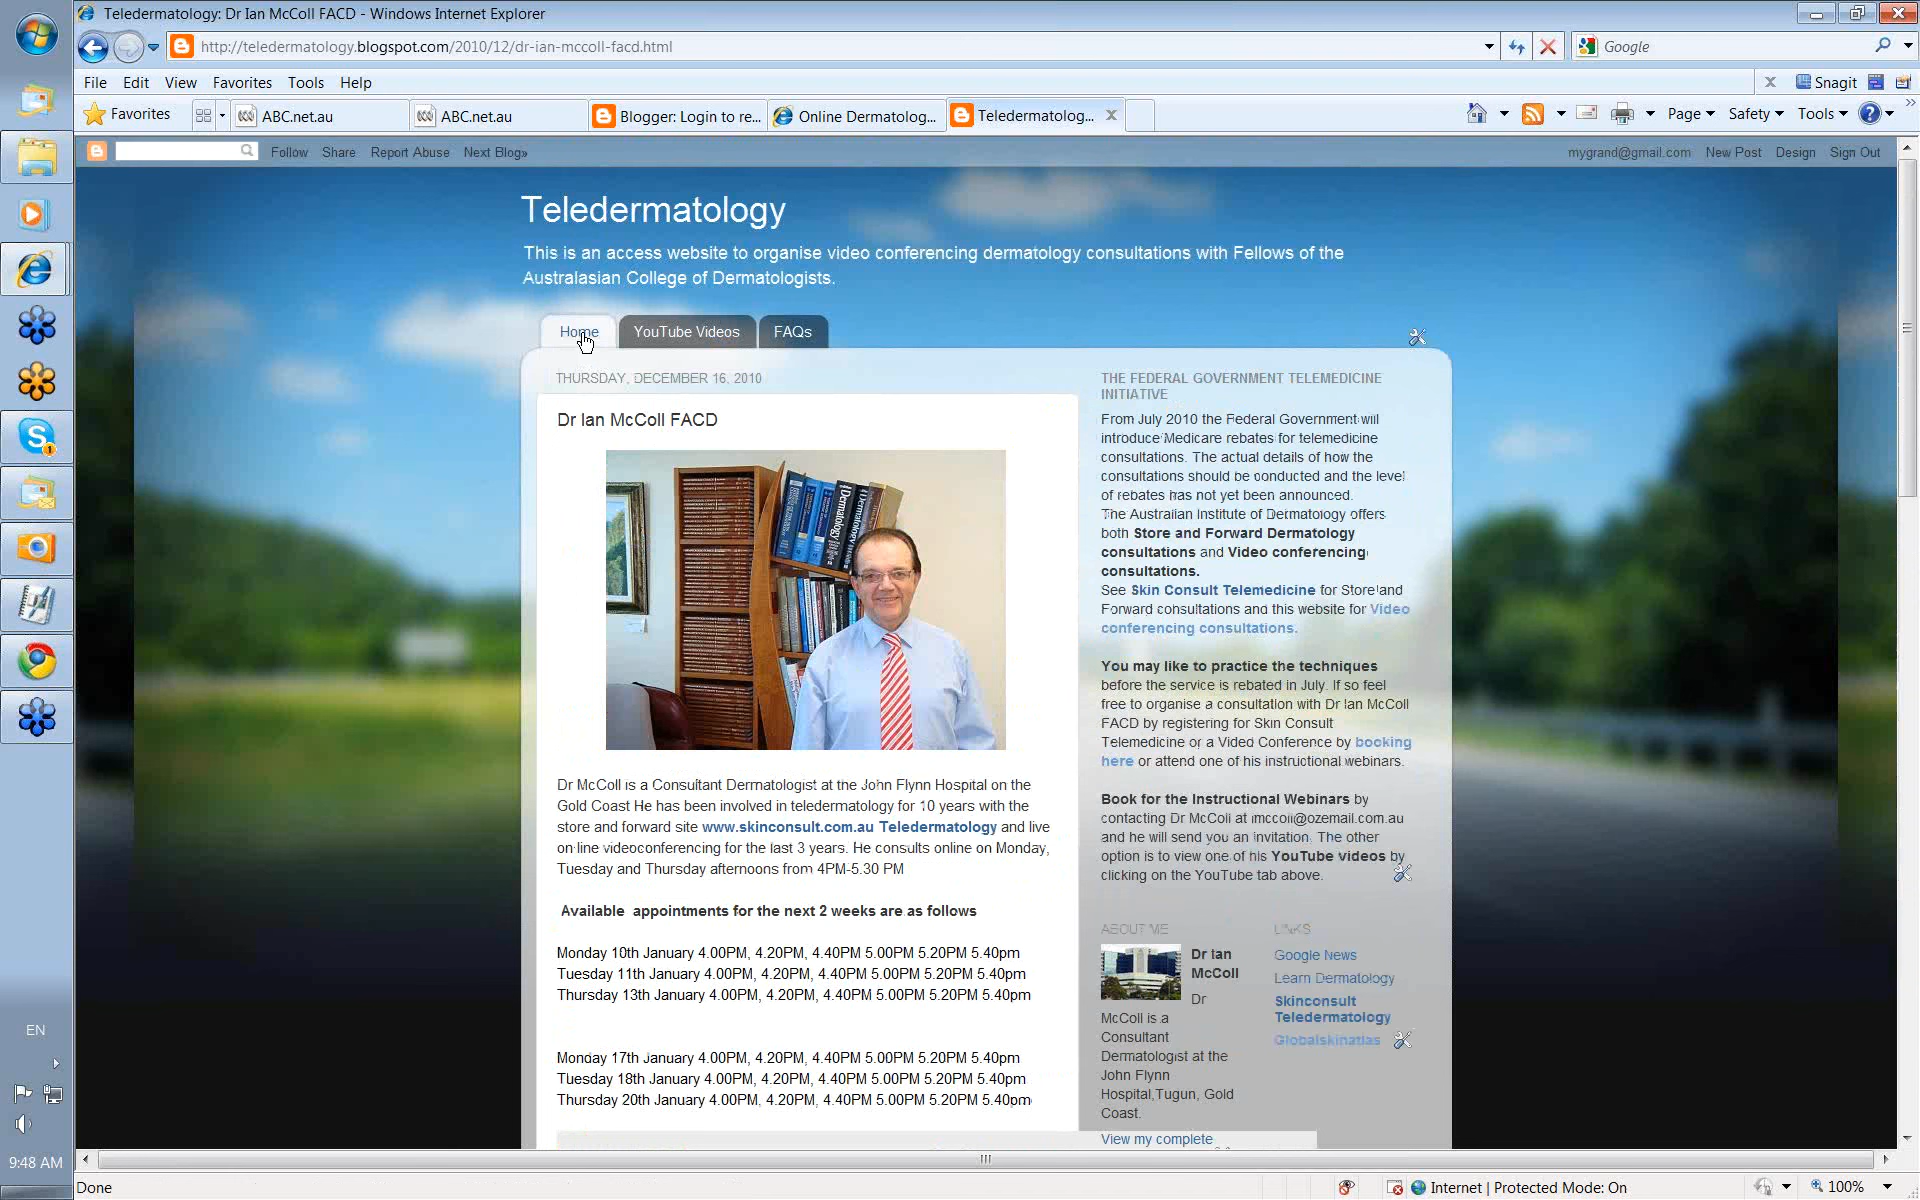 Teledermatology: Dr Ian McColl FACD - Windows Internet Explorer
http://teledermatology.blogspot.com/2010/12/dr-ian-mccoll-facd.html
Google
File Edit View Favorites Tools Help
Snagit
Favorites
ABC.net.au
ABC.net.au
Blogger: Login to re...
Online Dermatolog...
Teledermatolog...
Page Safety Tools
Follow Share Report Abuse Next Blog»
mygrand@gmail.com New Post Design Sign Out
Teledermatology
This is an access website to organise video conferencing dermatology consultations with Fellows of the
Australasian College of Dermatologists.
Home YouTube Videos FAQs
THURSDAY, DECEMBER 16, 2010
Dr Ian McColl FACD
Dermatology
Dr McColl is a Consultant Dermatologist at the John Flynn Hospital on the
Gold Coast He has been involved in teledermatology for 10 years with the
store and forward site www.skinconsult.com.au Teledermatology and live
on line videoconferencing for the last 3 years. He consults online on Monday,
Tuesday and Thursday afternoons from 4PM-5.30 PM
Available appointments for the next 2 weeks are as follows
Monday 10th January 4.00PM, 4.20PM, 4.40PM 5.00PM 5.20PM 5.40pm
Tuesday 11th January 4.00PM, 4.20PM, 4.40PM 5.00PM 5.20PM 5.40pm
Thursday 13th January 4.00PM, 4.20PM, 4.40PM 5.00PM 5.20PM 5.40pm
Monday 17th January 4.00PM, 4.20PM, 4.40PM 5.00PM 5.20PM 5.40pm
Tuesday 18th January 4.00PM, 4.20PM, 4.40PM 5.00PM 5.20PM 5.40pm
Thursday 20th January 4.00PM, 4.20PM, 4.40PM 5.00PM 5.20PM 5.40pm
THE FEDERAL GOVERNMENT TELEMEDICINE
INITIATIVE
From July 2010 the Federal Government will
introduce Medicare rebates for telemedicine
consultations. The actual details of how the
consultations should be conducted and the level
of rebates has not yet been announced.
The Australian Institute of Dermatology offers
both Store and Forward Dermatology
consultations and Video conferencing
consultations.
See Skin Consult Telemedicine for Store and
Forward consultations and this website for Video
conferencing consultations.
You may like to practice the techniques
before the service is rebated in July. If so feel
free to organise a consultation with Dr Ian McColl
FACD by registering for Skin Consult
Telemedicine or a Video Conference by booking
here or attend one of his instructional webinars.
Book for the Instructional Webinars by
contacting Dr McColl at imccoll@ozemail.com.au
and he will send you an invitation. The other
option is to view one of his YouTube videos by
clicking on the YouTube tab above.
ABOUT ME
Dr Ian
McColl
Dr
McColl is a
Consultant
Dermatologist at the
John Flynn
Hospital,Tugun, Gold
Coast.
View my complete
LINKS
Google News
Learn Dermatology
Skinconsult
Teledermatology
Globalskinatlas
EN
9:48 AM
Done
Internet | Protected Mode: On
100%